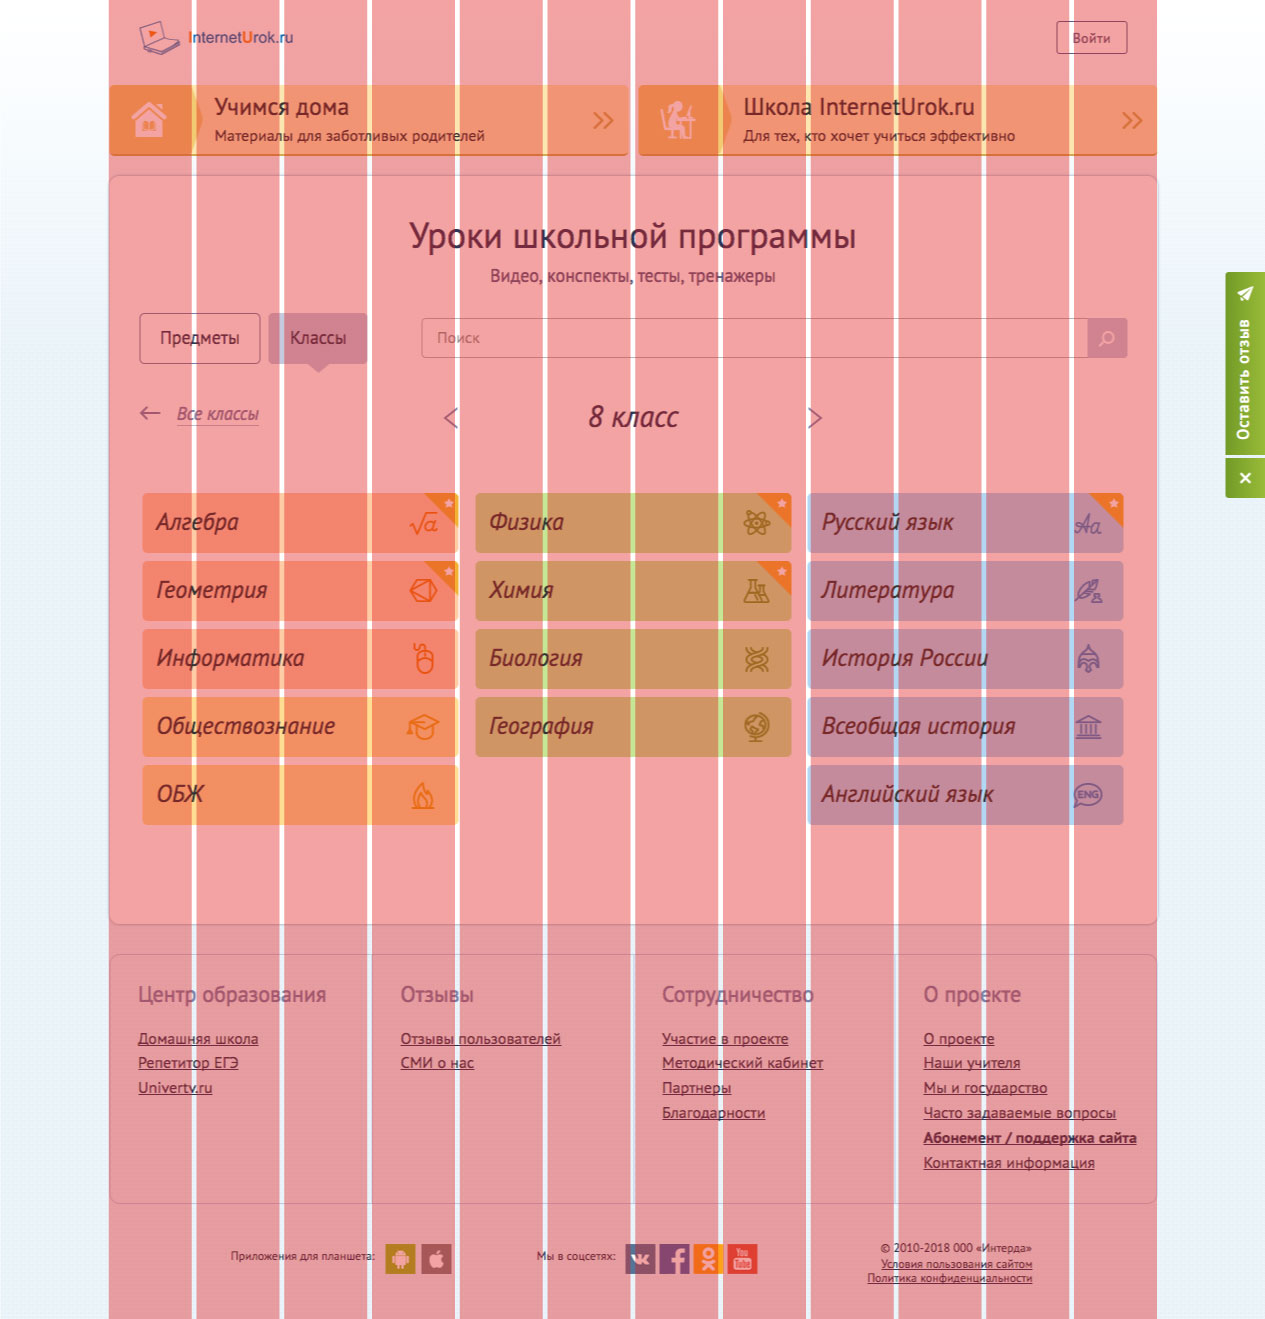 InternetUrok.ru
Войти
Учимся дома
Материалы для заботливых родителей
Школа InternetUrok.ru
Для тех, кто хочет учиться эффективно
Уроки школьной программы
Видео, конспекты, тесты, тренажеры
Предметы
Классы
Поиск
Все классы
8 класс
Алгебра
√a
Физика
Русский язык
Aa
Геометрия
Химия
Литература
Информатика
Биология
История России
Обществознание
География
Всеобщая история
ОБЖ
Английский язык
ENG
Оставить отзыв
Центр образования
Домашняя школа
Репетитор ЕГЭ
Univertv.ru
Отзывы
Отзывы пользователей
СМИ о нас
Сотрудничество
Участие в проекте
Методический кабинет
Партнеры
Благодарности
О проекте
О проекте
Наши учителя
Мы и государство
Часто задаваемые вопросы
Абонемент / поддержка сайта
Контактная информация
Приложения для планшета:
Мы в соцсетях:
You
Tube
© 2010-2018 ООО «Интерда»
Условия пользования сайтом
Политика конфиденциальности